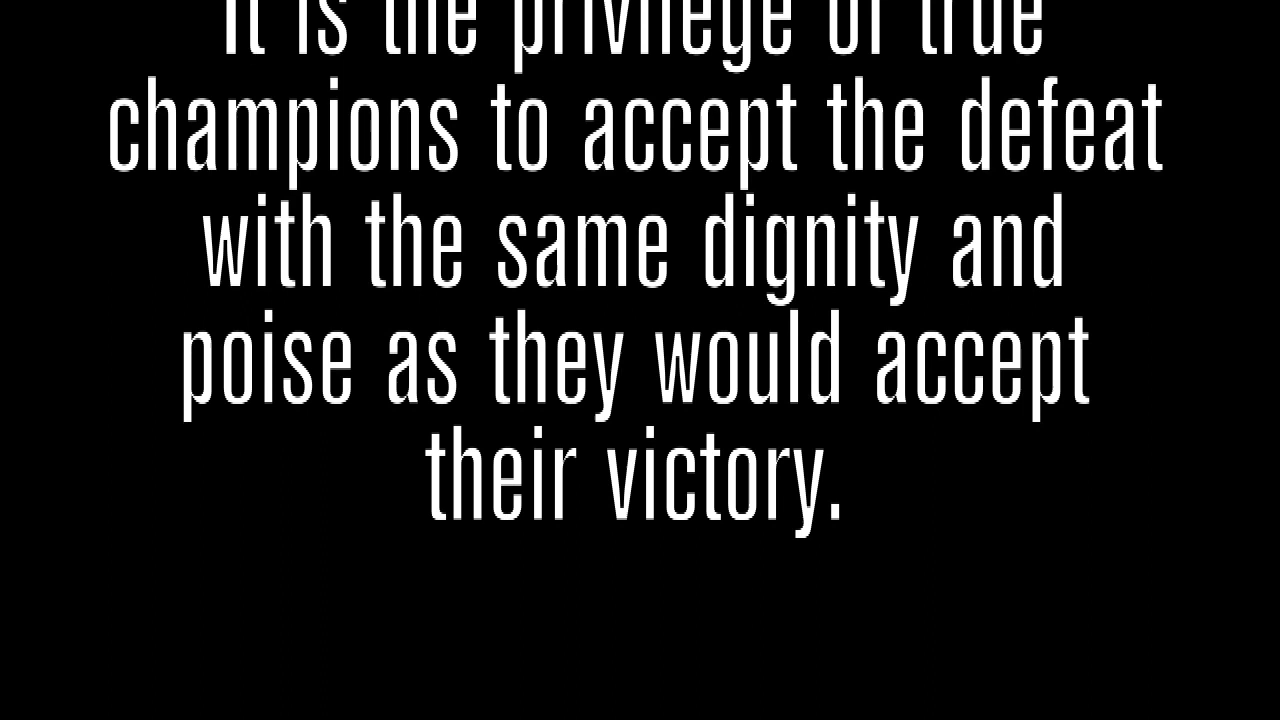 It is the privilege of true
champions to accept the defeat
with the same dignity and
poise as they would accept
their victory.